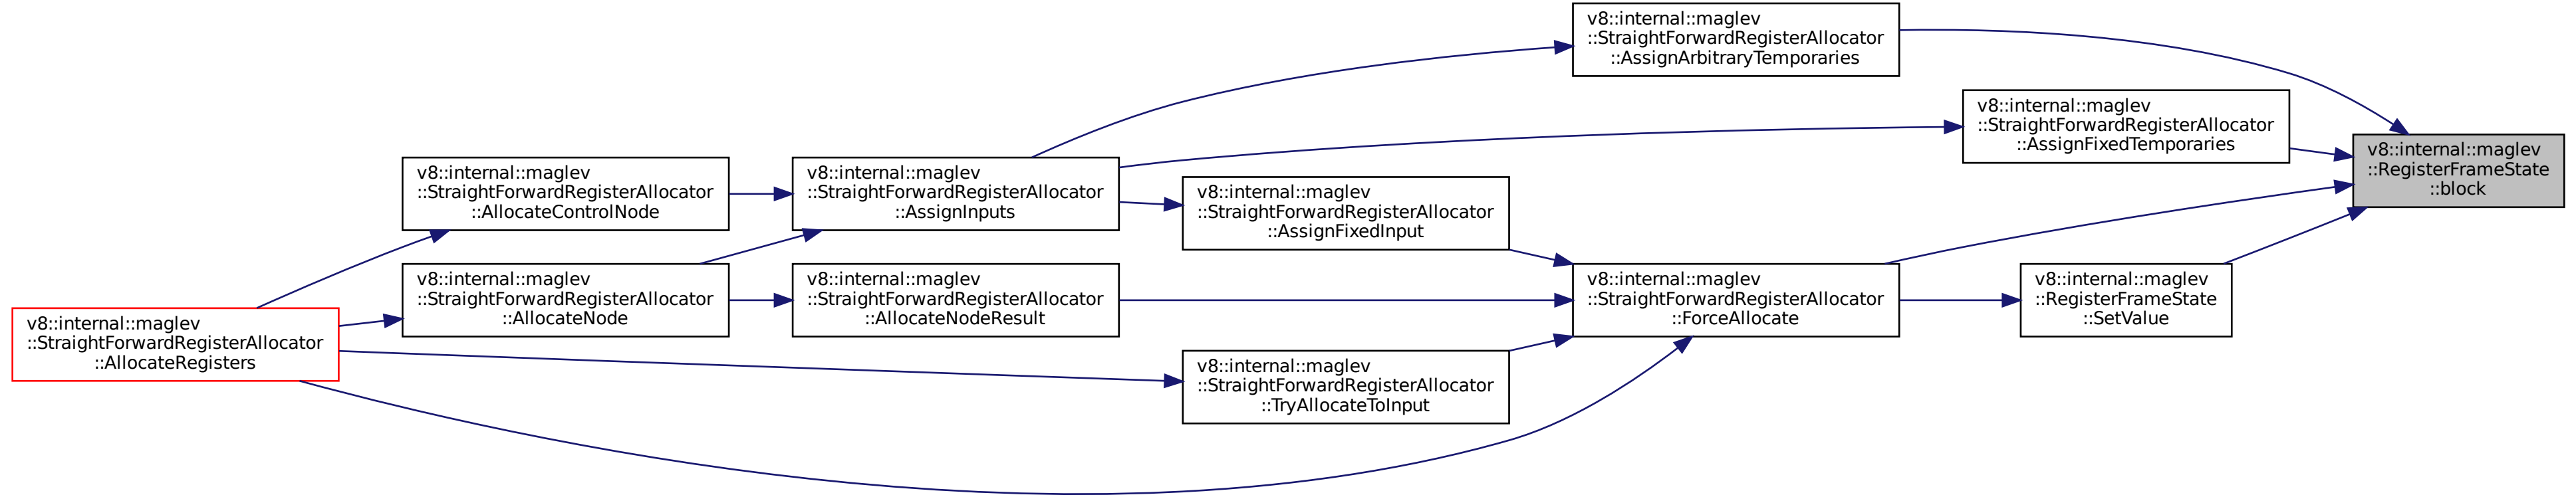 v8::internal::maglev
::StraightForwardRegisterAllocator
::AssignArbitraryTemporaries
v8::internal::maglev
::StraightForwardRegisterAllocator
::AssignFixedTemporaries
v8::internal::maglev
::RegisterFrameState
::block
v8::internal::maglev
::StraightForwardRegisterAllocator
::AllocateControlNode
v8::internal::maglev
::StraightForwardRegisterAllocator
::AssignInputs
v8::internal::maglev
::StraightForwardRegisterAllocator
::AssignFixedInput
v8::internal::maglev
::StraightForwardRegisterAllocator
::AllocateNode
v8::internal::maglev
::StraightForwardRegisterAllocator
::AllocateNodeResult
v8::internal::maglev
::StraightForwardRegisterAllocator
::ForceAllocate
v8::internal::maglev
::RegisterFrameState
::SetValue
v8::internal::maglev
::StraightForwardRegisterAllocator
::AllocateRegisters
v8::internal::maglev
::StraightForwardRegisterAllocator
::TryAllocateToInput